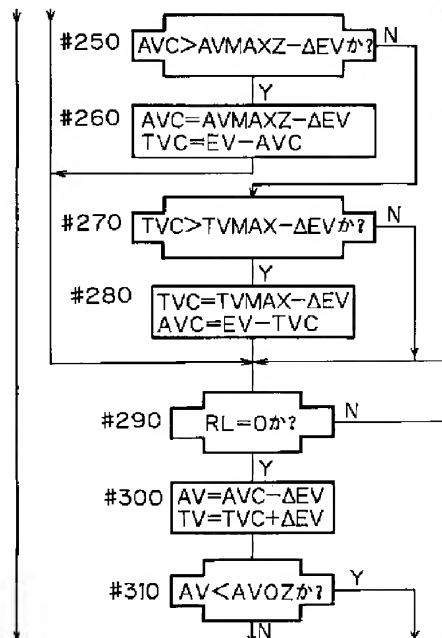 #250
AVC>AVMAXZ-ΔEVか?
N
Y
#260
AVC=AVMAXZ-ΔEV
TVC=EV-AVC
#270
TVC>TVMAX-ΔEVか?
N
Y
#280
TVC=TVMAX-ΔEV
AVC=EV-TVC
#290
RL=0か?
N
Y
#300
AV=AVC-ΔEV
TV=TVC+ΔEV
#310
AV<AVOZか?
Y
N